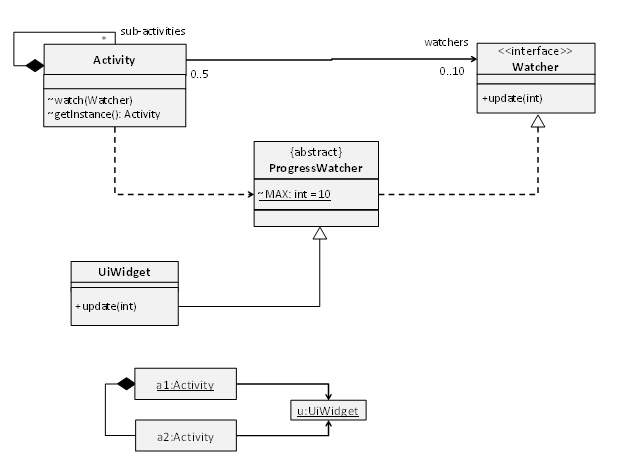 sub-activities
*
Activity
~watch(Watcher)
~getInstance(): Activity
0..5
watchers
0..10
<<interface>>
Watcher
+update(int)
{abstract}
ProgressWatcher
~ MAX: int = 10
UiWidget
+update(int)
a1:Activity
u:UiWidget
a2:Activity